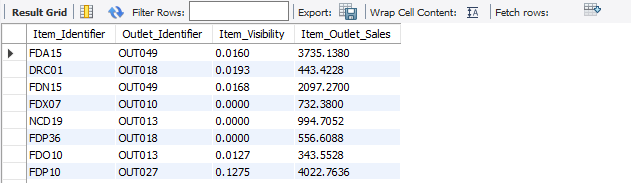 Result Grid Filter Rows: Export: Wrap Cell Content: Fetch rows:
Item_Identifier Outlet_Identifier Item_Visibility Item_Outlet_Sales
FDA15 OUT049 0.0160 3735.1380
DRC01 OUT018 0.0193 443.4228
FDN15 OUT049 0.0168 2097.2700
FDX07 OUT010 0.0000 732.3800
NCD19 OUT013 0.0000 994.7052
FDP36 OUT018 0.0000 556.6088
FDO10 OUT013 0.0127 343.5528
FDP10 OUT027 0.1275 4022.7636